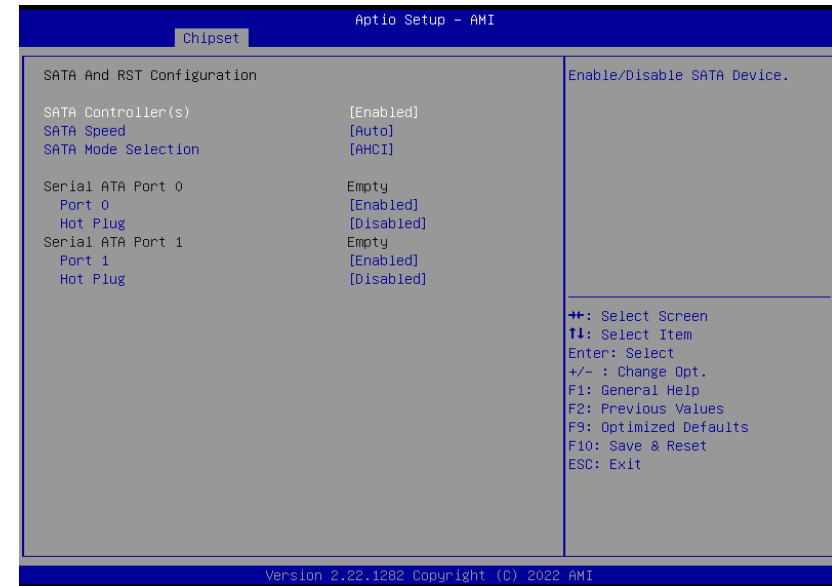 Aptio Setup – AMI
Chipset
SATA And RST Configuration
SATA Controller(s) [Enabled]
SATA Speed [Auto]
SATA Mode Selection [AHCI]
Serial ATA Port 0 Empty
Port 0 [Enabled]
Hot Plug [Disabled]
Serial ATA Port 1 Empty
Port 1 [Enabled]
Hot Plug [Disabled]
Enable/Disable SATA Device.
→←: Select Screen
↑↓: Select Item
Enter: Select
+/- : Change Opt.
F1: General Help
F2: Previous Values
F9: Optimized Defaults
F10: Save & Reset
ESC: Exit
Version 2.22.1282 Copyright (C) 2022 AMI